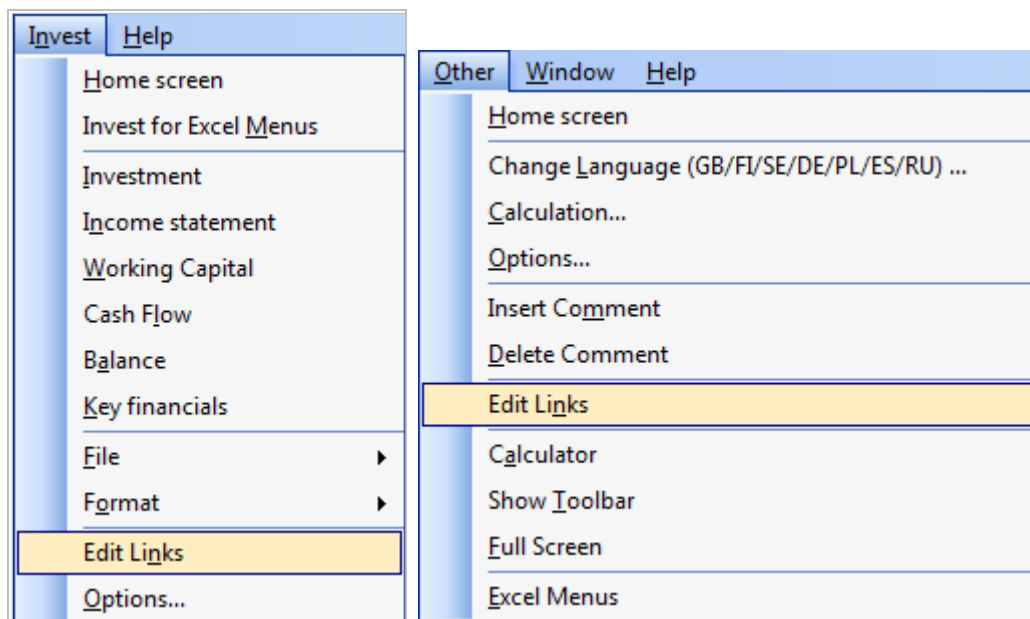 Invest Help
Home screen
Invest for Excel Menus
Investment
Income statement
Working Capital
Cash Flow
Balance
Key financials
File
Format
Edit Links
Options...
Other Window Help
Home screen
Change Language (GB/FI/SE/DE/PL/ES/RU) ...
Calculation...
Options...
Insert Comment
Delete Comment
Edit Links
Calculator
Show Toolbar
Full Screen
Excel Menus